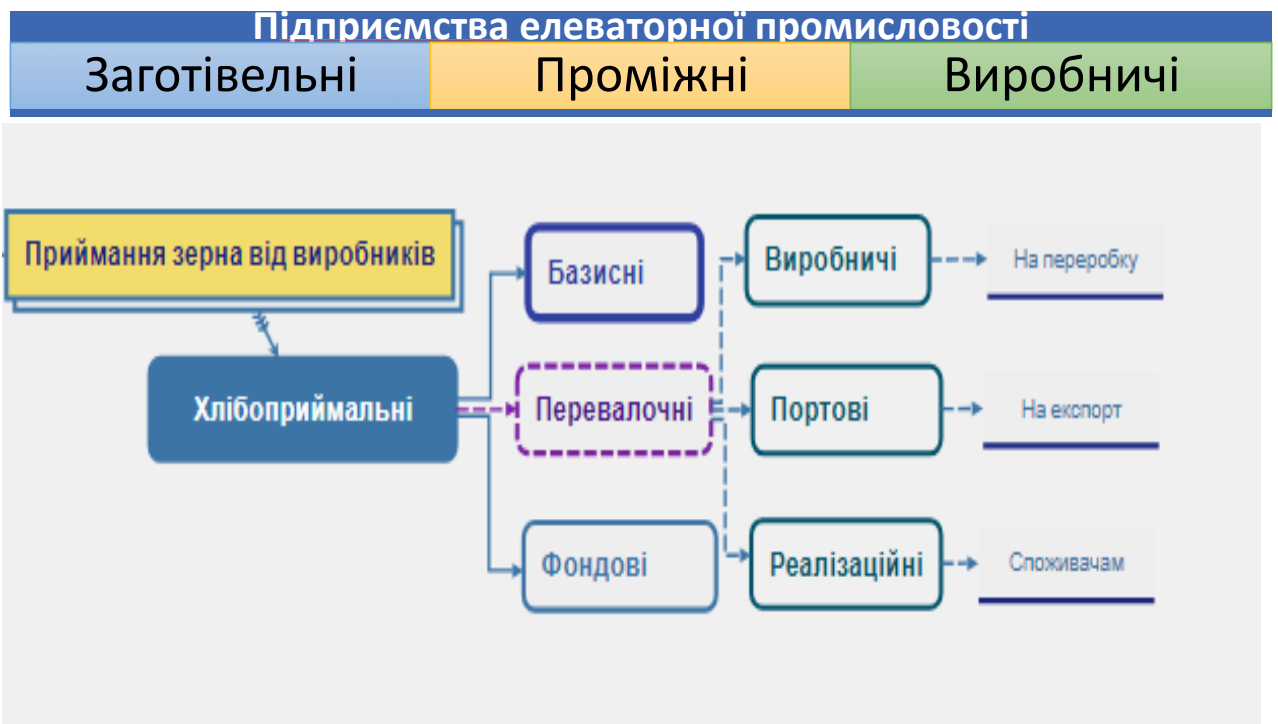 Підприємства елеваторної промисловості
Заготівельні
Проміжні
Виробничі
Приймання зерна від виробників
Хлібоприймальні
Базисні
Перевалочні
Фондові
Виробничі
Портові
Реалізаційні
На переробку
На експорт
Споживачам